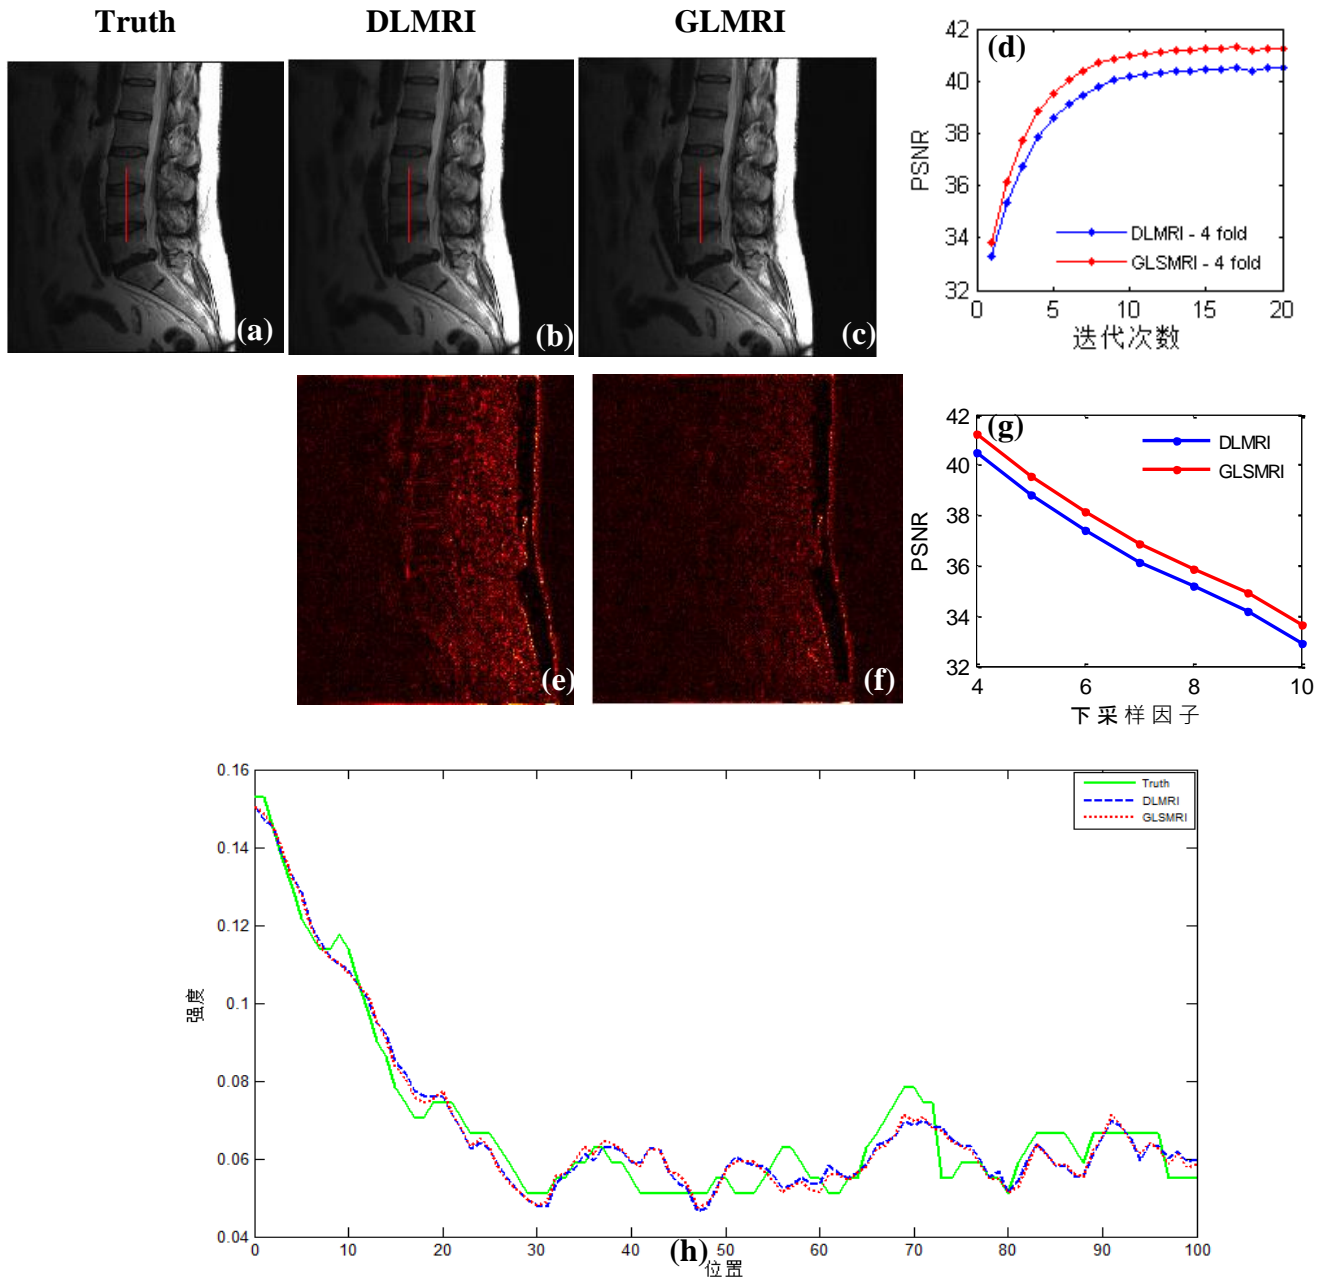 Truth DLMRI GLMRI
(a)
(b)
(c)
(d)
42
40
38
36
34
32
PSNR
DLMRI - 4 fold
GLSMRI - 4 fold
0 5 10 15 20
迭代次数
(e)
(f)
(g)
42
40
38
36
34
32
PSNR
DLMRI
GLSMRI
4 6 8 10
下采样因子
0.16
0.14
0.12
0.1
0.08
0.06
0.04
强度
Truth
DLMRI
GLSMRI
0 10 20 30 40 50 60 70 80 90 100
(h)
位置